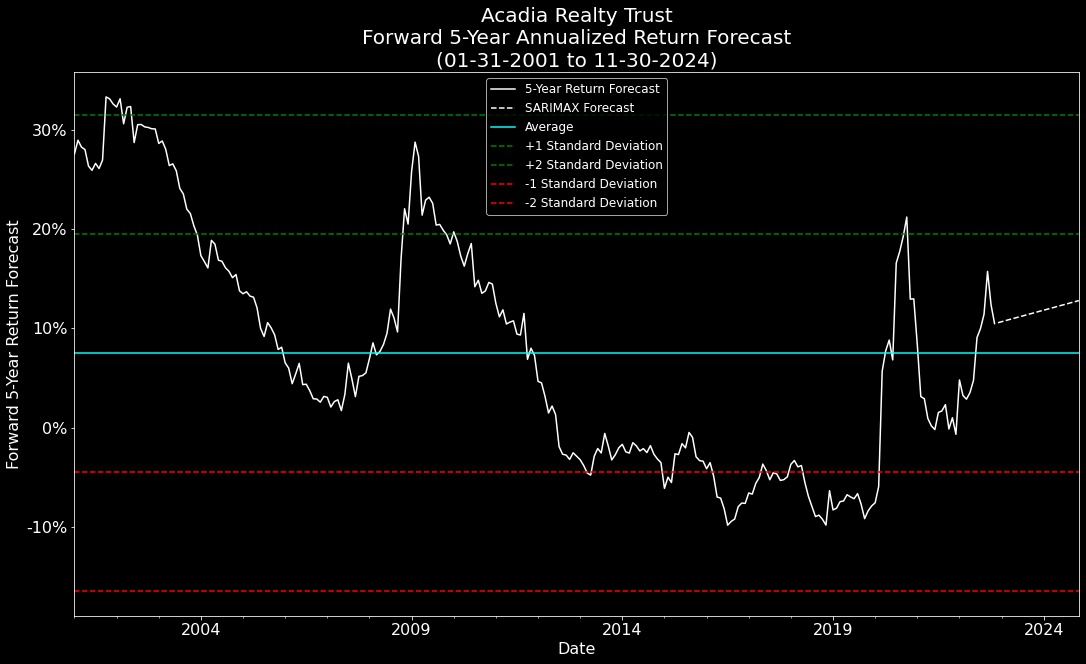 Acadia Realty Trust
Forward 5-Year Annualized Return Forecast
(01-31-2001 to 11-30-2024)
5-Year Return Forecast
SARIMAX Forecast
Average
+1 Standard Deviation
+2 Standard Deviation
-1 Standard Deviation
-2 Standard Deviation
Forward 5-Year Return Forecast
30%
20%
10%
0%
-10%
2004
2009
2014
2019
2024
Date